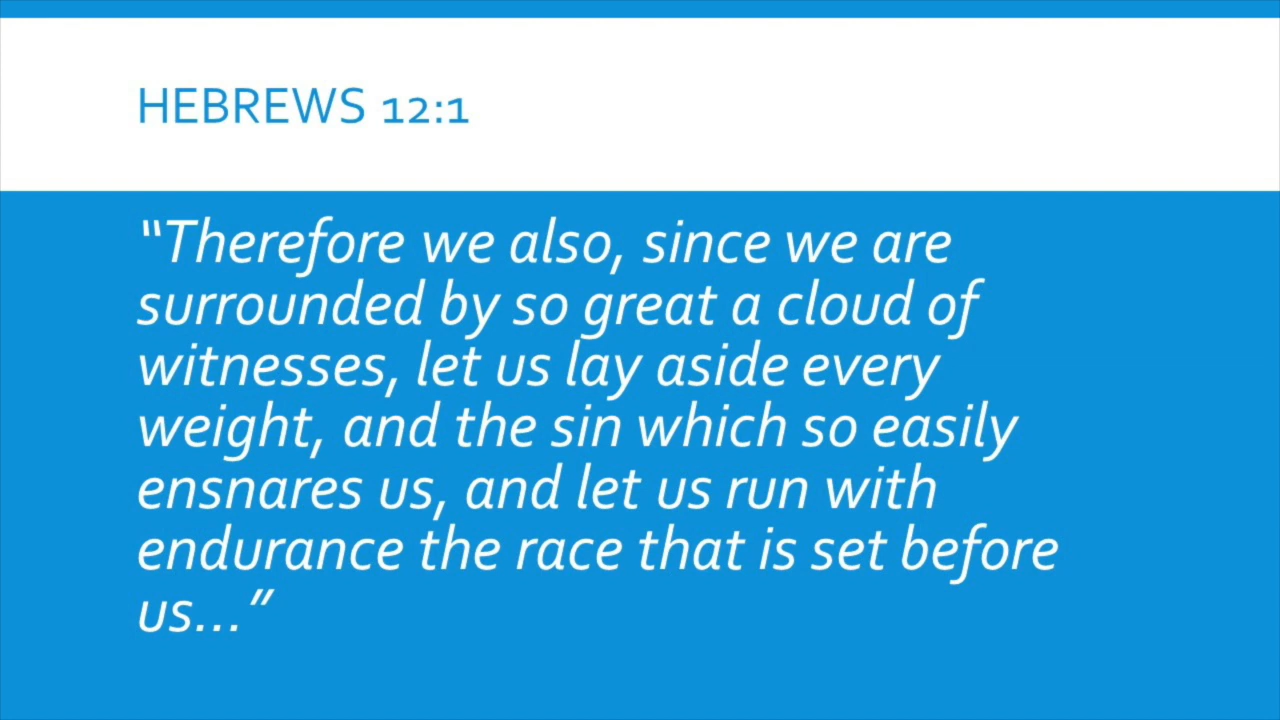 HEBREWS 12:1
“Therefore we also, since we are
surrounded by so great a cloud of
witnesses, let us lay aside every
weight, and the sin which so easily
ensnares us, and let us run with
endurance the race that is set before
us…”